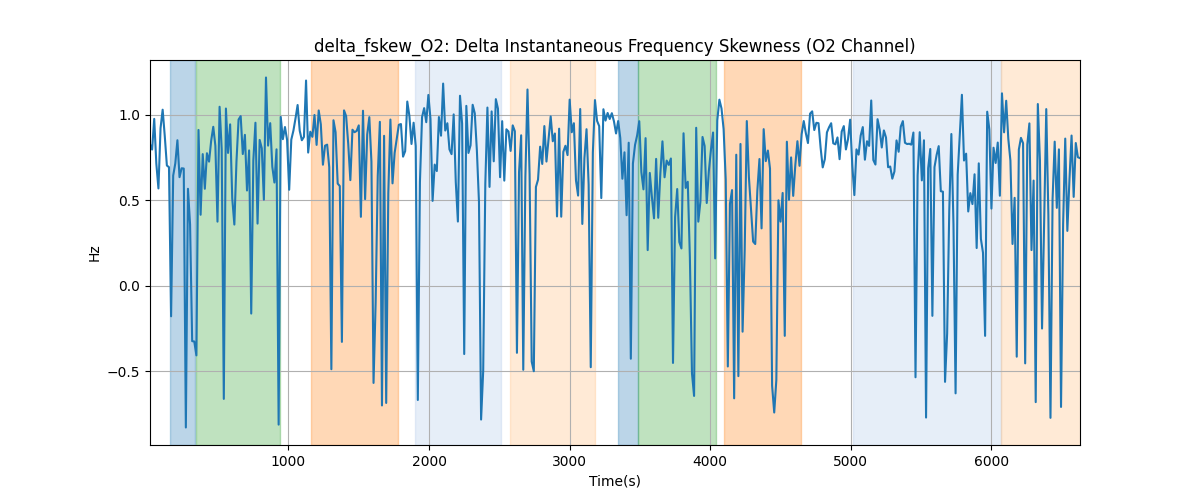 delta_fskew_O2: Delta Instantaneous Frequency Skewness (O2 Channel)
1.0
0.5
0.0
−0.5
Hz
1000 2000 3000 4000 5000 6000
Time(s)